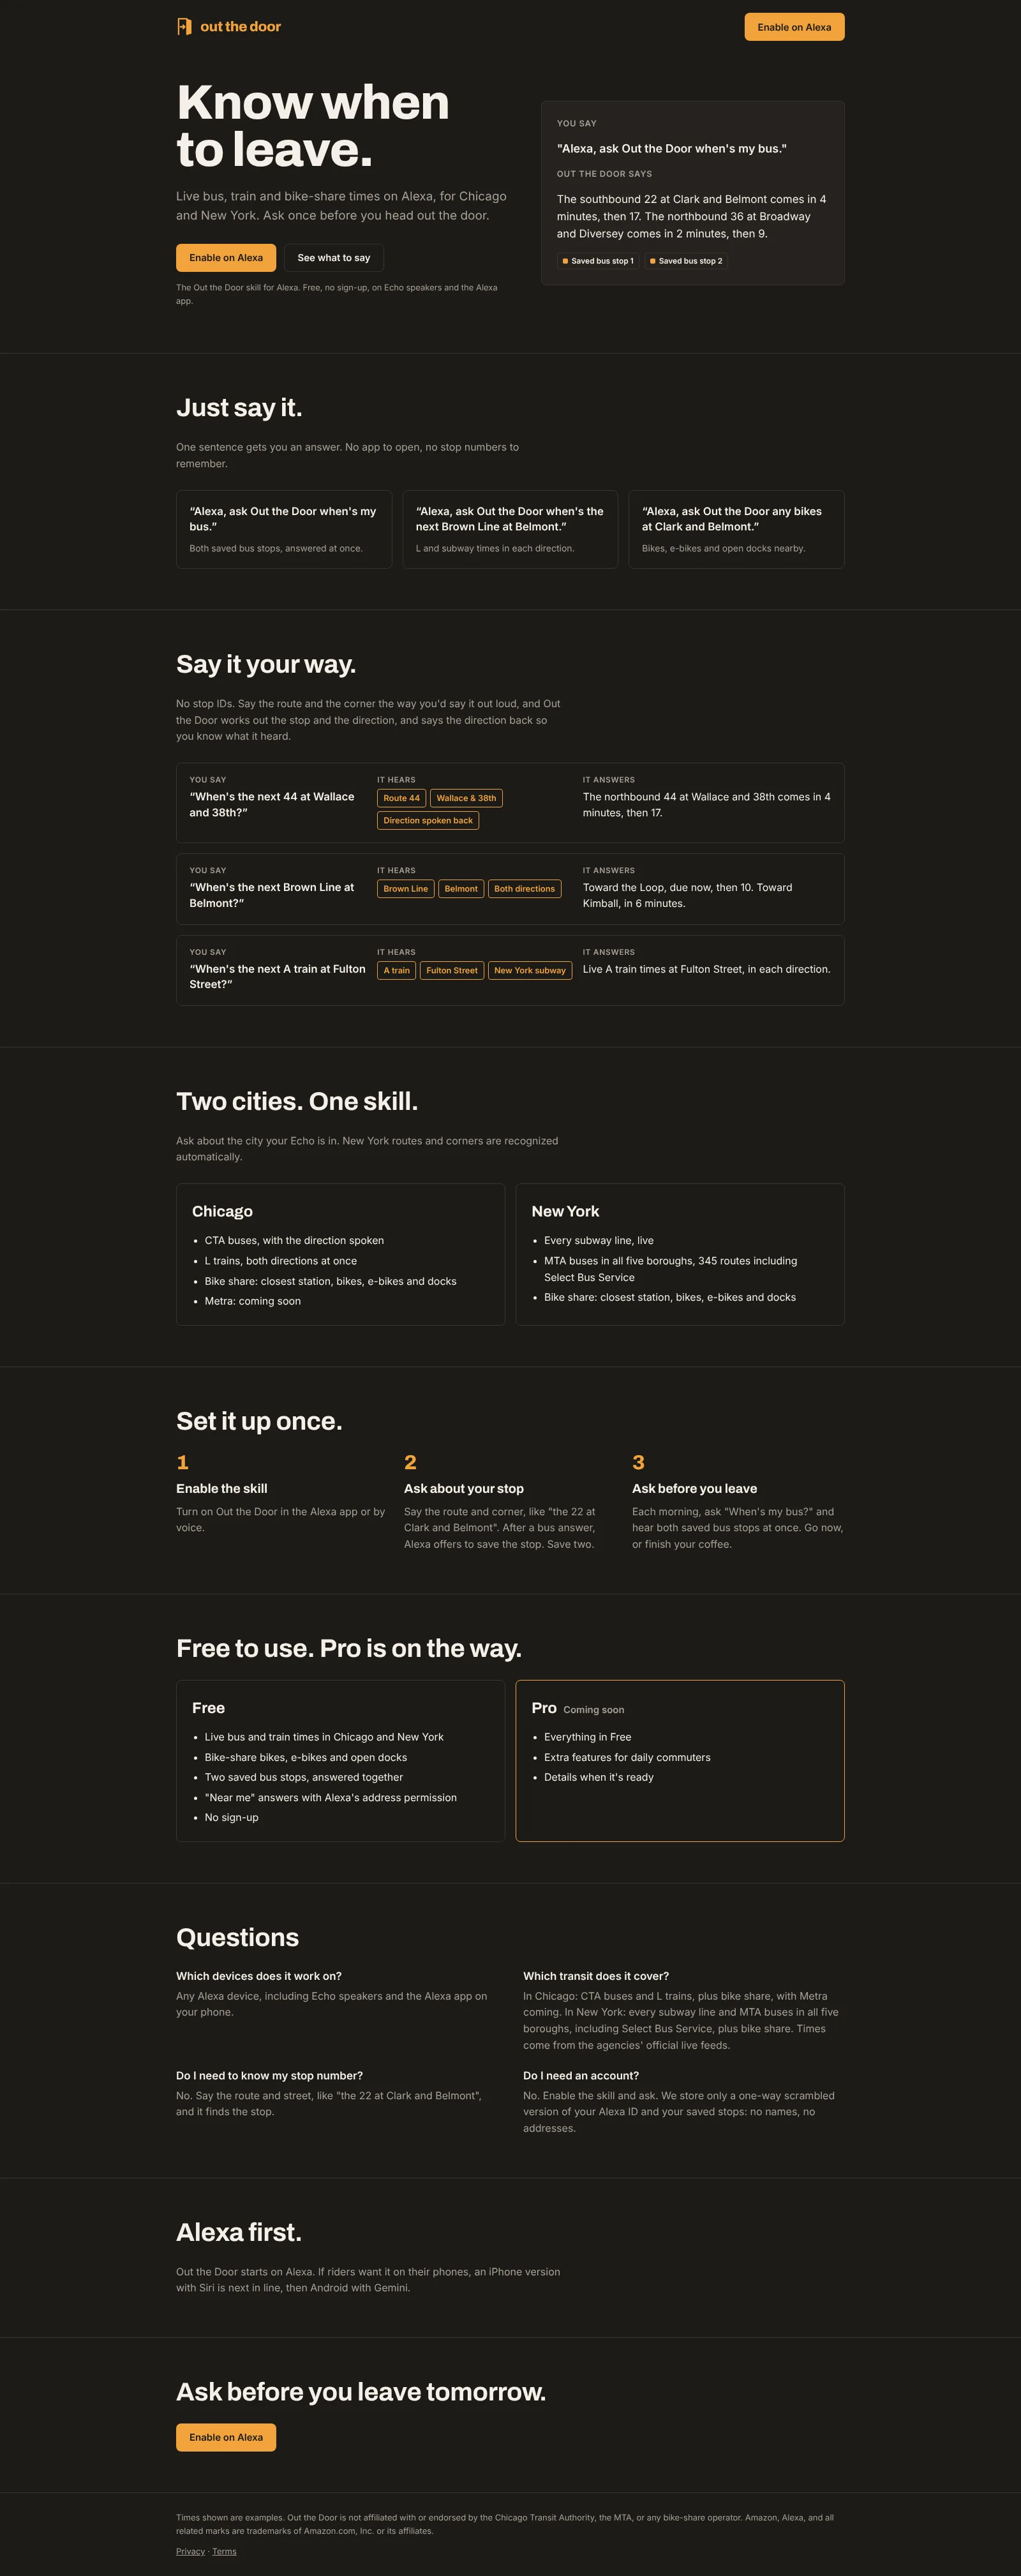 out the door
Enable on Alexa
Know when
to leave.
Live bus, train and bike-share times on Alexa, for Chicago
and New York. Ask once before you head out the door.
Enable on Alexa
See what to say
The Out the Door skill for Alexa. Free, no sign-up, on Echo speakers and the Alexa
app.
YOU SAY
"Alexa, ask Out the Door when's my bus."
OUT THE DOOR SAYS
The southbound 22 at Clark and Belmont comes in 4
minutes, then 17. The northbound 36 at Broadway
and Diversey comes in 2 minutes, then 9.
Saved bus stop 1
Saved bus stop 2
Just say it.
One sentence gets you an answer. No app to open, no stop numbers to
remember.
“Alexa, ask Out the Door when's my
bus.”
Both saved bus stops, answered at once.
“Alexa, ask Out the Door when's the
next Brown Line at Belmont.”
L and subway times in each direction.
“Alexa, ask Out the Door any bikes
at Clark and Belmont.”
Bikes, e-bikes and open docks nearby.
Say it your way.
No stop IDs. Say the route and the corner the way you'd say it out loud, and Out
the Door works out the stop and the direction, and says the direction back so
you know what it heard.
YOU SAY
“When's the next 44 at Wallace
and 38th?”
IT HEARS
Route 44
Wallace & 38th
Direction spoken back
IT ANSWERS
The northbound 44 at Wallace and 38th comes in 4
minutes, then 17.
YOU SAY
“When's the next Brown Line at
Belmont?”
IT HEARS
Brown Line
Belmont
Both directions
IT ANSWERS
Toward the Loop, due now, then 10. Toward
Kimball, in 6 minutes.
YOU SAY
“When's the next A train at Fulton
Street?”
IT HEARS
A train
Fulton Street
New York subway
IT ANSWERS
Live A train times at Fulton Street, in each direction.
Two cities. One skill.
Ask about the city your Echo is in. New York routes and corners are recognized
automatically.
Chicago
• CTA buses, with the direction spoken
• L trains, both directions at once
• Bike share: closest station, bikes, e-bikes and docks
• Metra: coming soon
New York
• Every subway line, live
• MTA buses in all five boroughs, 345 routes including
Select Bus Service
• Bike share: closest station, bikes, e-bikes and docks
Set it up once.
1
Enable the skill
Turn on Out the Door in the Alexa app or by
voice.
2
Ask about your stop
Say the route and corner, like "the 22 at
Clark and Belmont". After a bus answer,
Alexa offers to save the stop. Save two.
3
Ask before you leave
Each morning, ask "When's my bus?" and
hear both saved bus stops at once. Go now,
or finish your coffee.
Free to use. Pro is on the way.
Free
• Live bus and train times in Chicago and New York
• Bike-share bikes, e-bikes and open docks
• Two saved bus stops, answered together
• "Near me" answers with Alexa's address permission
• No sign-up
Pro Coming soon
• Everything in Free
• Extra features for daily commuters
• Details when it's ready
Questions
Which devices does it work on?
Any Alexa device, including Echo speakers and the Alexa app on
your phone.
Which transit does it cover?
In Chicago: CTA buses and L trains, plus bike share, with Metra
coming. In New York: every subway line and MTA buses in all five
boroughs, including Select Bus Service, plus bike share. Times
come from the agencies' official live feeds.
Do I need to know my stop number?
No. Say the route and street, like "the 22 at Clark and Belmont",
and it finds the stop.
Do I need an account?
No. Enable the skill and ask. We store only a one-way scrambled
version of your Alexa ID and your saved stops: no names, no
addresses.
Alexa first.
Out the Door starts on Alexa. If riders want it on their phones, an iPhone version
with Siri is next in line, then Android with Gemini.
Ask before you leave tomorrow.
Enable on Alexa
Times shown are examples. Out the Door is not affiliated with or endorsed by the Chicago Transit Authority, the MTA, or any bike-share operator. Amazon, Alexa, and all
related marks are trademarks of Amazon.com, Inc. or its affiliates.
Privacy · Terms